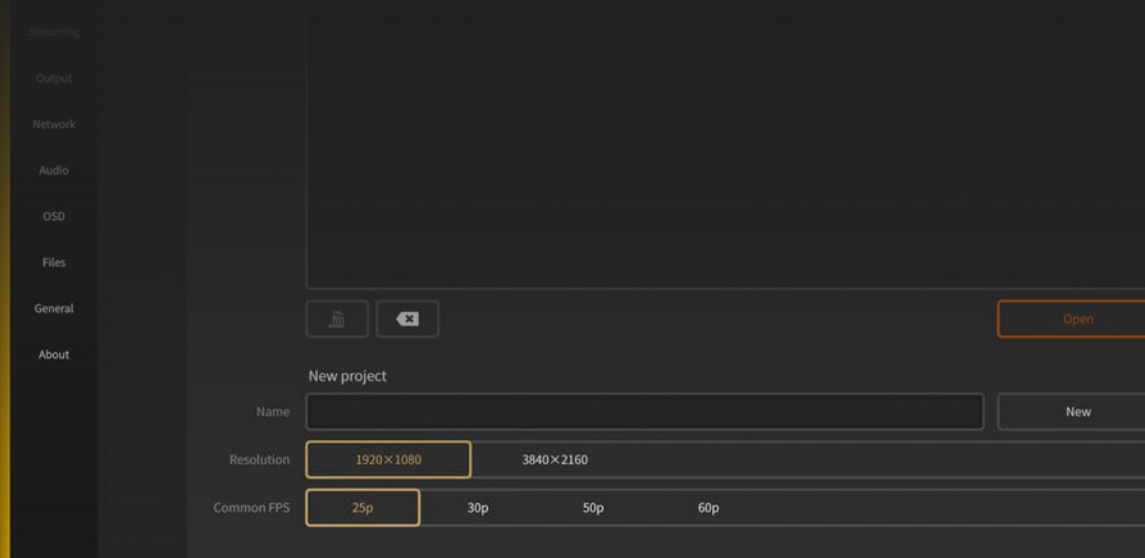 Streaming
Output
Network
Audio
OSD
Files
General
About
Open
New project
Name
New
Resolution
1920×1080
3840×2160
Common FPS
25p
30p
50p
60p